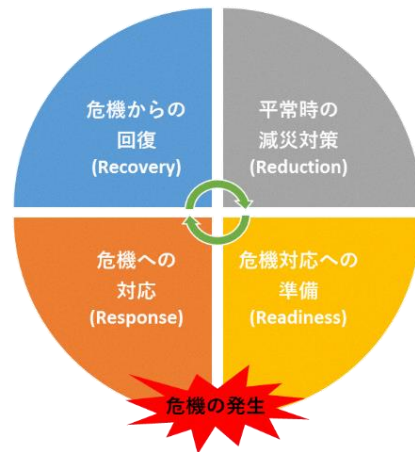 危機からの
回復
(Recovery)
平常時の
減災対策
(Reduction)
危機への
対応
(Response)
危機対応への
準備
(Readiness)
危機の発生